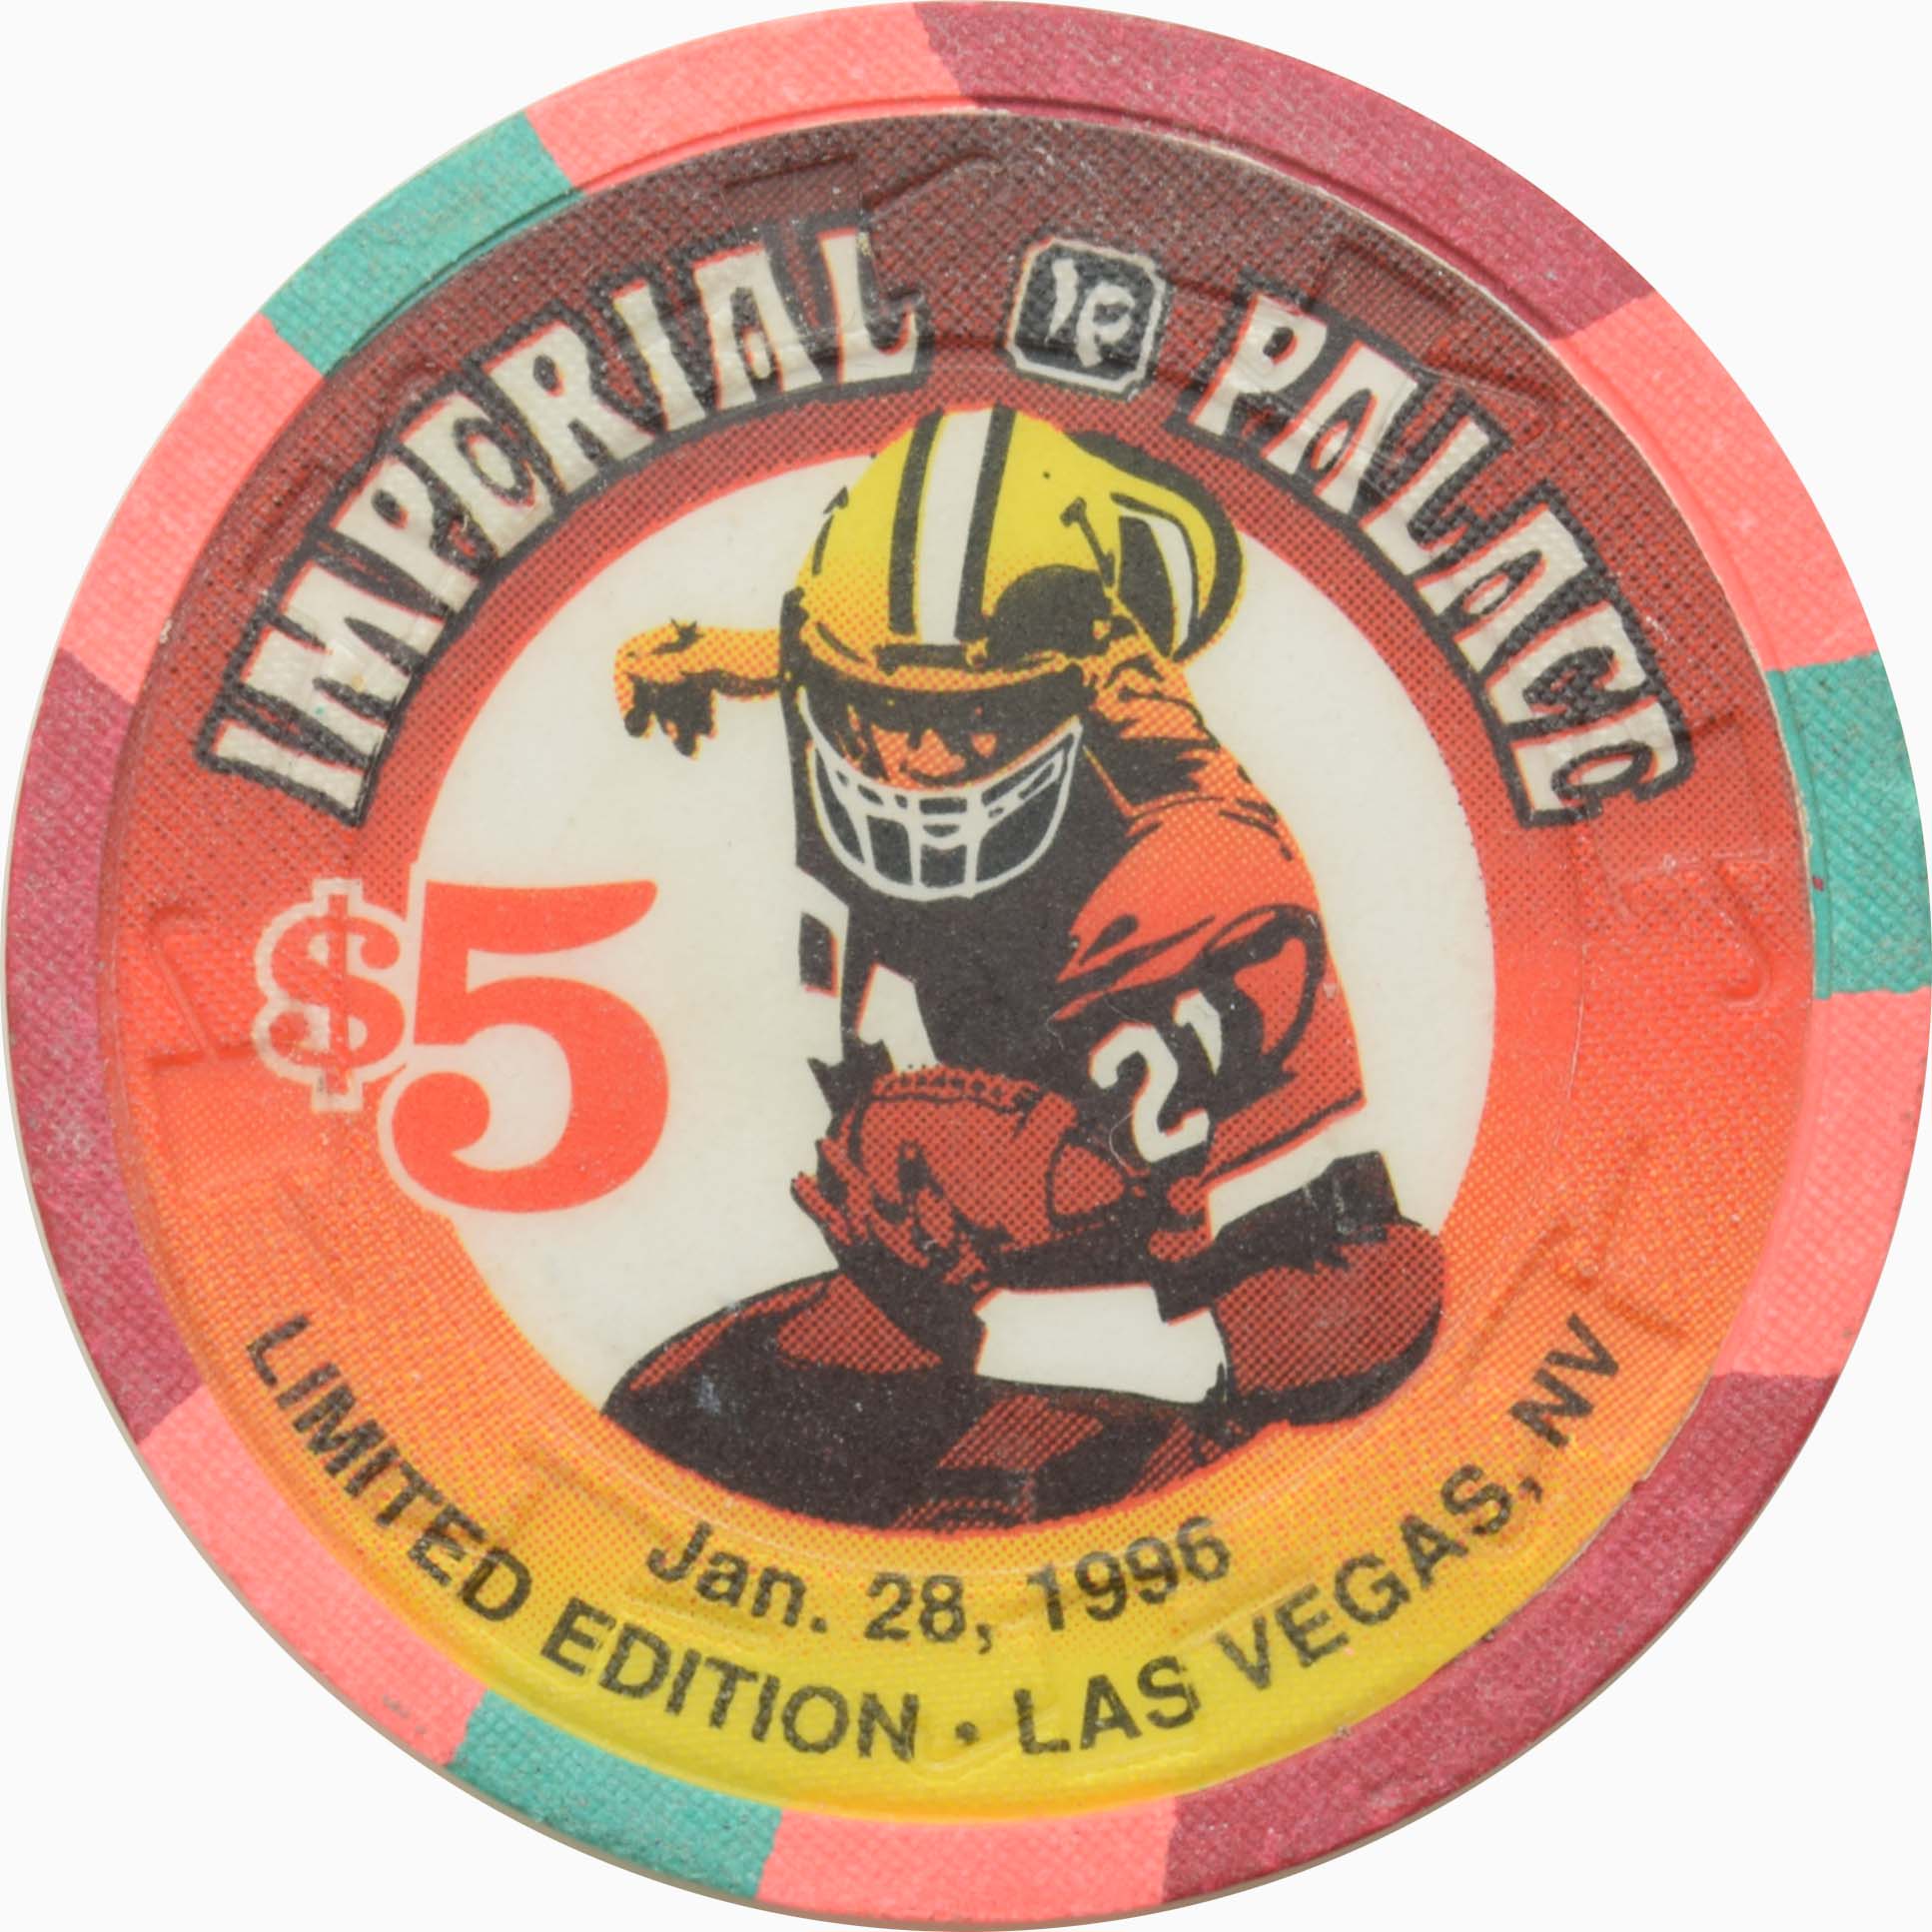 IMPERIAL IP PALACE
$5
21
Jan. 28, 1996
LIMITED EDITION • LAS VEGAS, NV